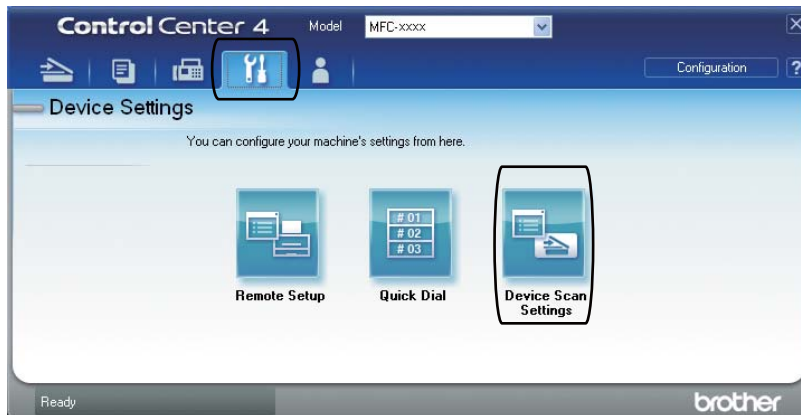 Control Center 4 Model MFC-xxxx X
Configuration ?
Device Settings
You can configure your machine's settings from here.
# 01
# 02
# 03
Remote Setup Quick Dial Device Scan
Settings
Ready brother